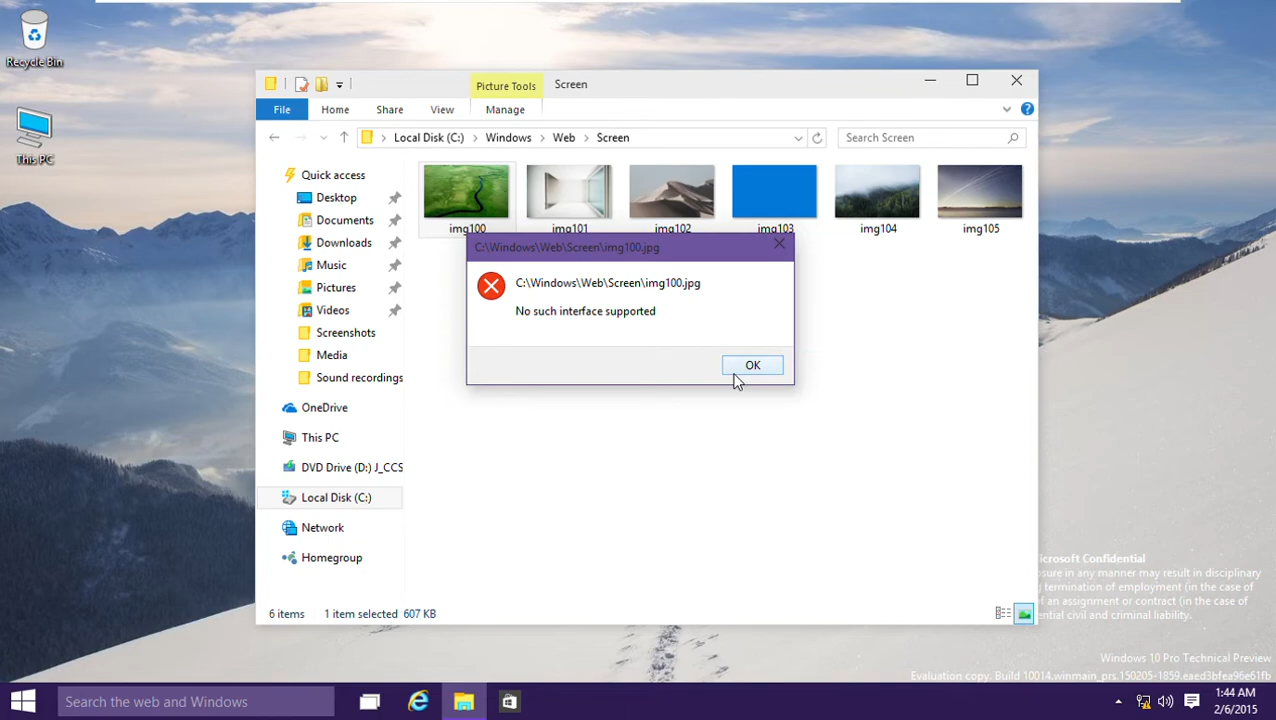 Recycle Bin
This PC
Picture Tools
Screen
File
Home
Share
View
Manage
Local Disk (C:)
Windows
Web
Screen
Search Screen
Quick access
Desktop
Documents
Downloads
Music
Pictures
Videos
Screenshots
Media
Sound recordings
OneDrive
This PC
DVD Drive (D:) J_CCS
Local Disk (C:)
Network
Homegroup
img100
img101
img102
img103
img104
img105
C:\Windows\Web\Screen\img100.jpg
C:\Windows\Web\Screen\img100.jpg
No such interface supported
OK
6 items 1 item selected 607 KB
icrosoft Confidential
osure in any manner may result in disciplinary
termination of employment (in the case of
of an assignment or contract (in the case of
ential civil and criminal liability.
Windows 10 Pro Technical Preview
Evaluation copy. Build 10014.winmain_prs.150205-1859.eaed3bfea96e61fb
Search the web and Windows
1:44 AM
2/6/2015